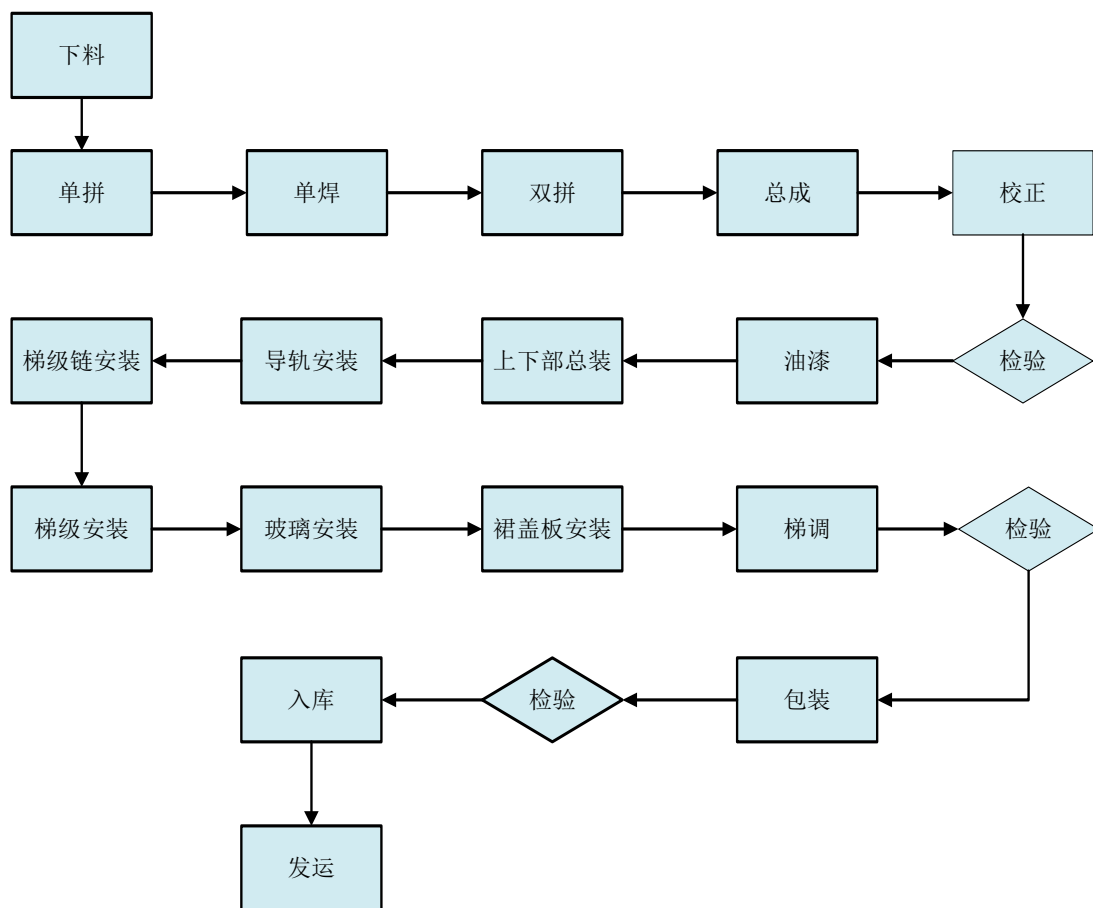 下料
单拼
单焊
双拼
总成
校正
检验
油漆
上下部总装
导轨安装
梯级链安装
梯级安装
玻璃安装
裙盖板安装
梯调
检验
包装
检验
入库
发运